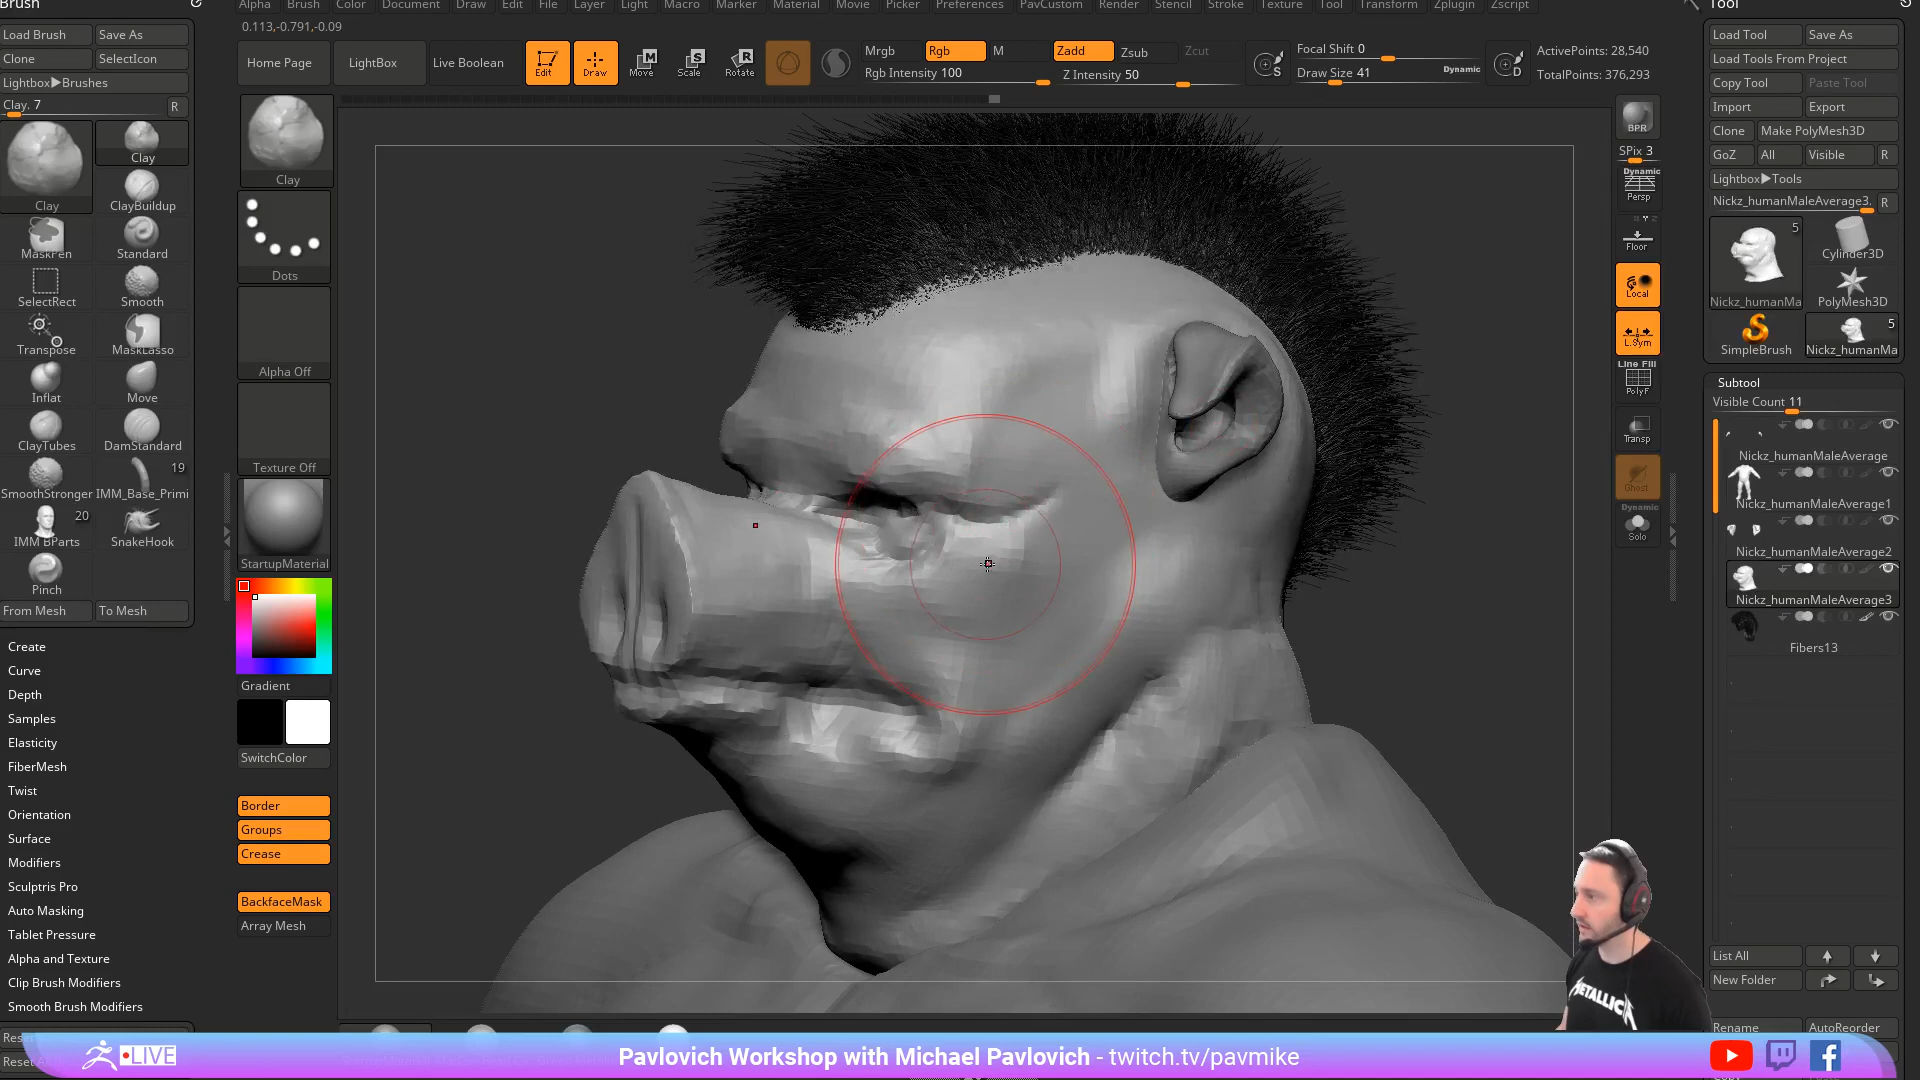 Brush
Load Brush
Save As
Clone
SelectIcon
Lightbox▶Brushes
Clay. 7
R
Clay
Clay
ClayBuildup
MaskPen
Standard
SelectRect
Smooth
Transpose
MaskLasso
Inflat
Move
ClayTubes
DamStandard
19
SmoothStronger
IMM_Base_Primi
20
IMM BParts
SnakeHook
Pinch
From Mesh
To Mesh
Create
Curve
Depth
Samples
Elasticity
FiberMesh
Twist
Orientation
Surface
Modifiers
Sculptris Pro
Auto Masking
Tablet Pressure
Alpha and Texture
Clip Brush Modifiers
Smooth Brush Modifiers
Alpha Brush Color Document Draw Edit File Layer Light Macro Marker Material Movie Picker PavCustom Preferences Render Stencil Stroke Texture Tool Transform Zplugin Zscript
0.113,-0.791,-0.09
Home Page
LightBox
Live Boolean
Edit
Draw
Move
Scale
Rotate
Mrgb
Rgb
M
Rgb Intensity 100
Zadd
Zsub
Zcut
Z Intensity 50
S
Focal Shift 0
Draw Size 41
Dynamic
D
ActivePoints: 28,540
TotalPoints: 376,293
Clay
Dots
Alpha Off
Texture Off
StartupMaterial
Gradient
SwitchColor
Border
Groups
Crease
BackfaceMask
Array Mesh
BPR
SPix 3
Dynamic
Persp
Floor
Local
L.Sym
Line Fill
PolyF
Transp
Ghost
Dynamic
Solo
Tool
Load Tool
Save As
Load Tools From Project
Copy Tool
Paste Tool
Import
Export
Clone
Make PolyMesh3D
GoZ
All
Visible
R
Lightbox▶Tools
Nickz_humanMaleAverage3.
R
5
Nickz_humanMa
Cylinder3D
PolyMesh3D
SimpleBrush
5
Nickz_humanMa
Subtool
Visible Count 11
Nickz_humanMaleAverage
Nickz_humanMaleAverage1
Nickz_humanMaleAverage2
Nickz_humanMaleAverage3
Fibers13
List All
New Folder
Rename
AutoReorder
METALLICA
LIVE
Pavlovich Workshop with Michael Pavlovich - twitch.tv/pavmike